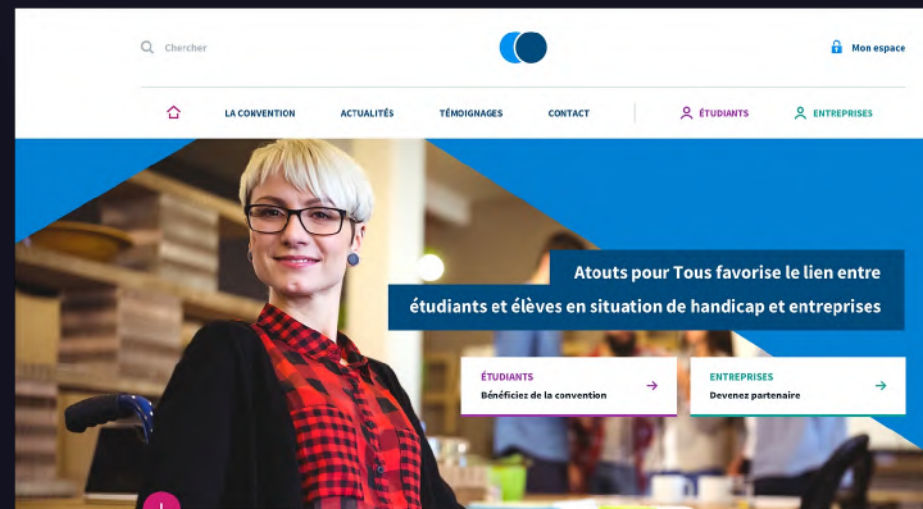 Chercher
Mon espace
LA CONVENTION
ACTUALITÉS
TÉMOIGNAGES
CONTACT
ÉTUDIANTS
ENTREPRISES
Atouts pour Tous favorise le lien entre
étudiants et élèves en situation de handicap et entreprises
ÉTUDIANTS
Bénéficiez de la convention
ENTREPRISES
Devenez partenaire